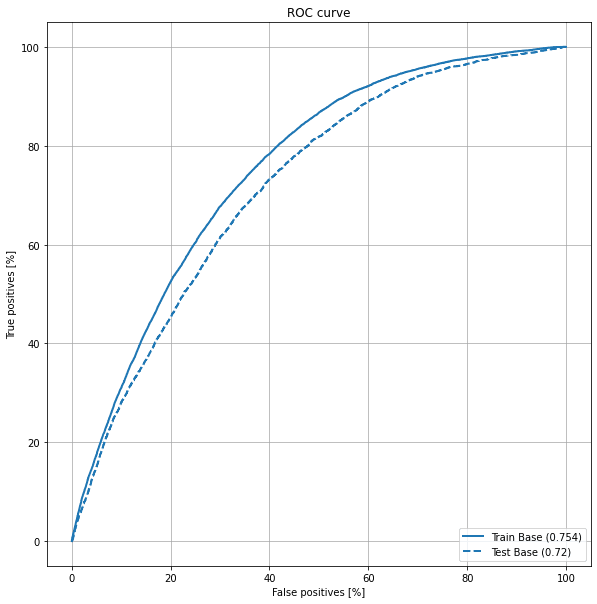 ROC curve
True positives [%]
100
80
60
40
20
0
0 20 40 60 80 100
False positives [%]
Train Base (0.754)
Test Base (0.72)